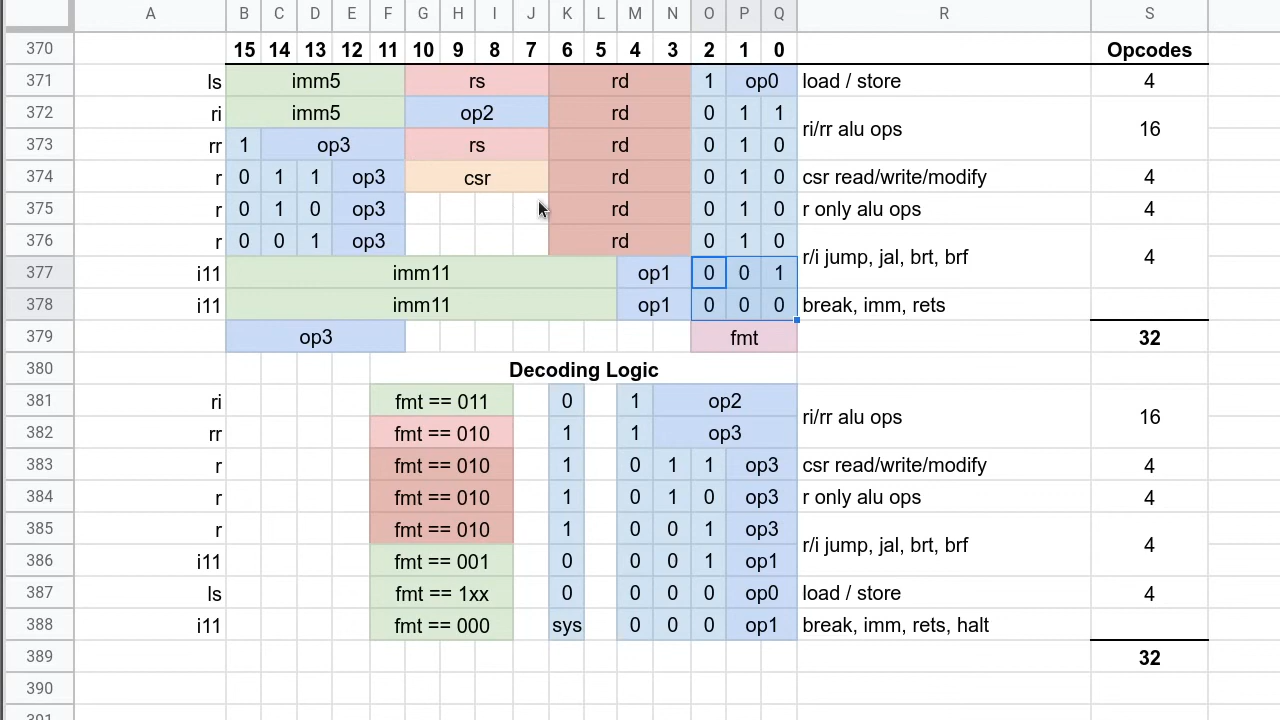 A B C D E F G H I J K L M N O P Q R S
370 15 14 13 12 11 10 9 8 7 6 5 4 3 2 1 0 Opcodes
371 ls imm5 rs rd 1 op0 load / store 4
372 ri imm5 op2 rd 0 1 1
ri/rr alu ops 16
373 rr 1 op3 rs rd 0 1 0
374 r 0 1 1 op3 csr rd 0 1 0 csr read/write/modify 4
375 r 0 1 0 op3 rd 0 1 0 r only alu ops 4
376 r 0 0 1 op3 rd 0 1 0
r/i jump, jal, brt, brf 4
377 i11 imm11 op1 0 0 1
378 i11 imm11 op1 0 0 0 break, imm, rets
379 op3 fmt 32
380 Decoding Logic
381 ri fmt == 011 0 1 op2
ri/rr alu ops 16
382 rr fmt == 010 1 1 op3
383 r fmt == 010 1 0 1 1 op3 csr read/write/modify 4
384 r fmt == 010 1 0 1 0 op3 r only alu ops 4
385 r fmt == 010 1 0 0 1 op3
r/i jump, jal, brt, brf 4
386 i11 fmt == 001 0 0 0 1 op1
387 ls fmt == 1xx 0 0 0 0 op0 load / store 4
388 i11 fmt == 000 sys 0 0 0 op1 break, imm, rets, halt
389 32
390